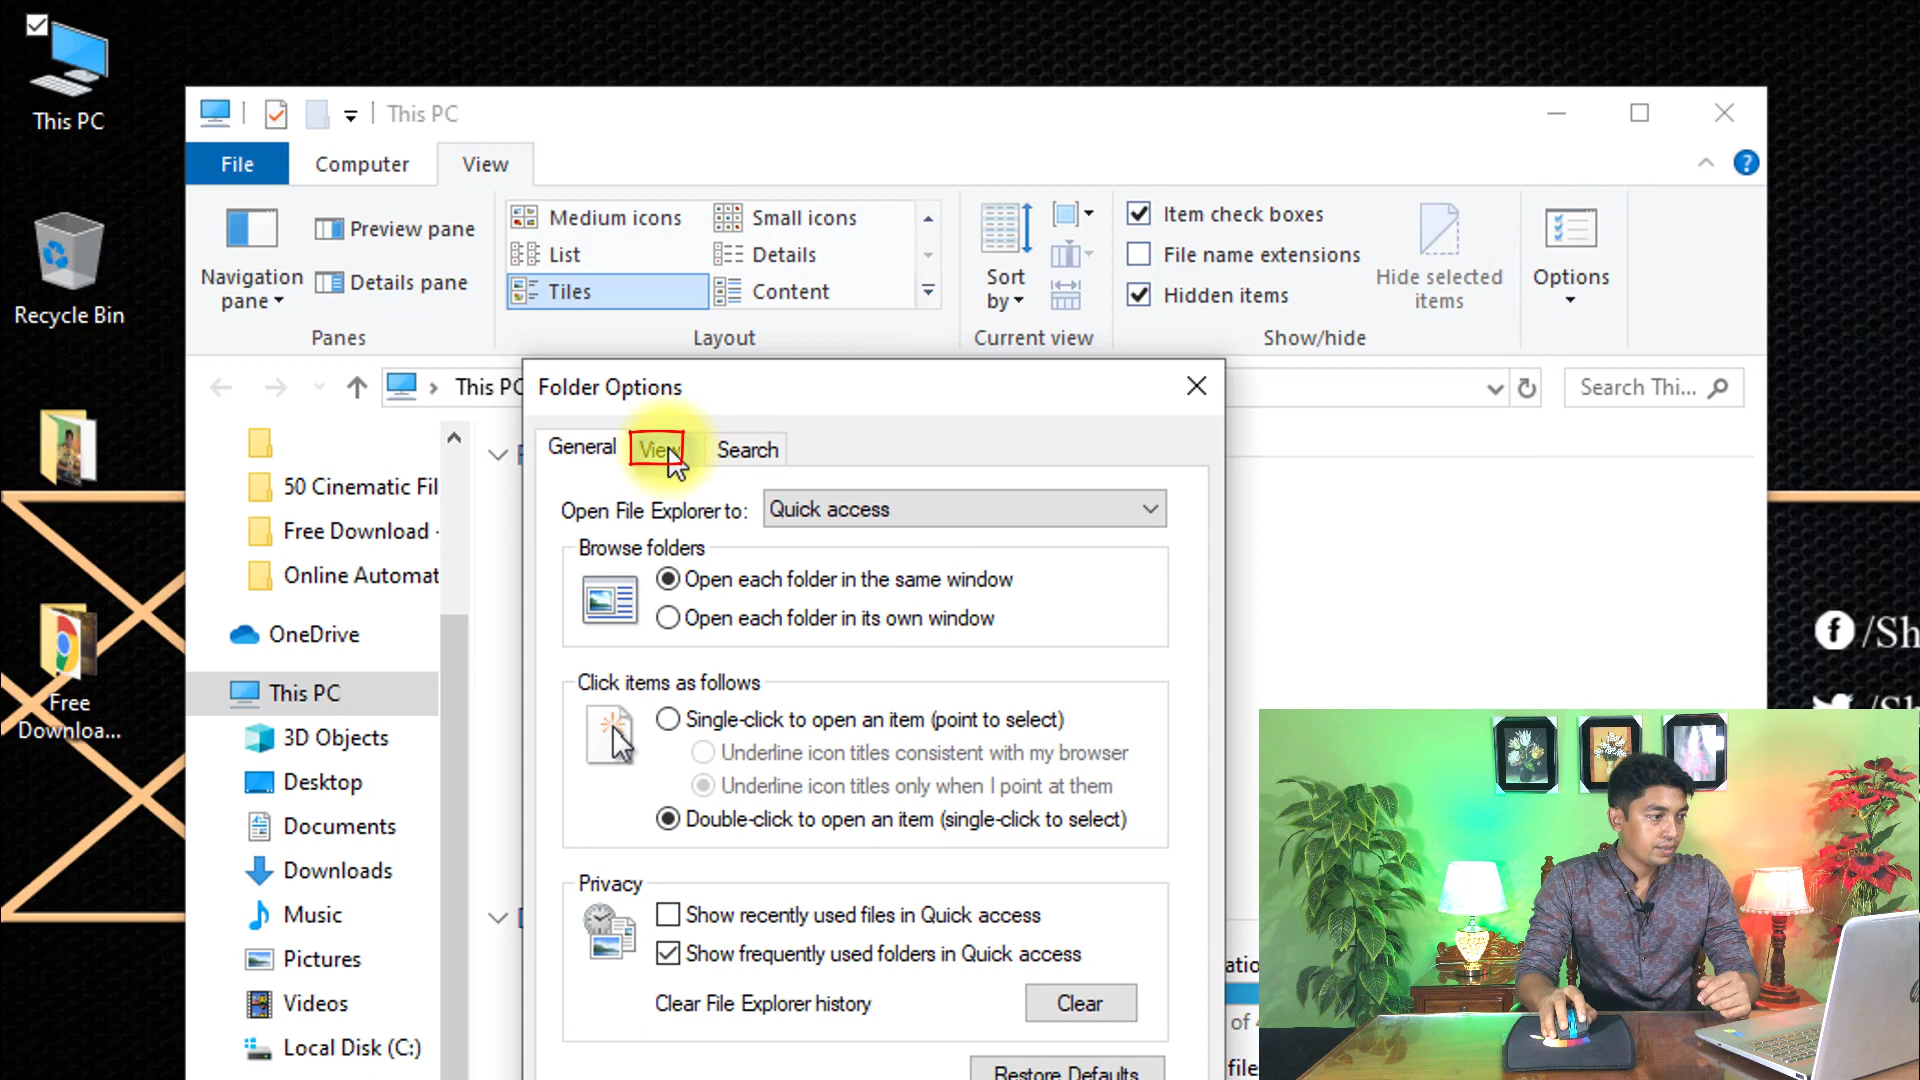 This PC
Recycle Bin
Free
Downloa...
This PC
File
Computer
View
Navigation
pane
Preview pane
Details pane
Panes
Medium icons
Small icons
List
Details
Tiles
Content
Layout
Sort
by
Current view
Item check boxes
File name extensions
Hidden items
Hide selected
items
Show/hide
Options
This PC
Search Thi...
50 Cinematic Fil
Free Download -
Online Automat
OneDrive
This PC
3D Objects
Desktop
Documents
Downloads
Music
Pictures
Videos
Local Disk (C:)
Folder Options
General
View
Search
Open File Explorer to:
Quick access
Browse folders
Open each folder in the same window
Open each folder in its own window
Click items as follows
Single-click to open an item (point to select)
Underline icon titles consistent with my browser
Underline icon titles only when I point at them
Double-click to open an item (single-click to select)
Privacy
Show recently used files in Quick access
Show frequently used folders in Quick access
Clear File Explorer history
Clear
Restore Defaults
/Sh